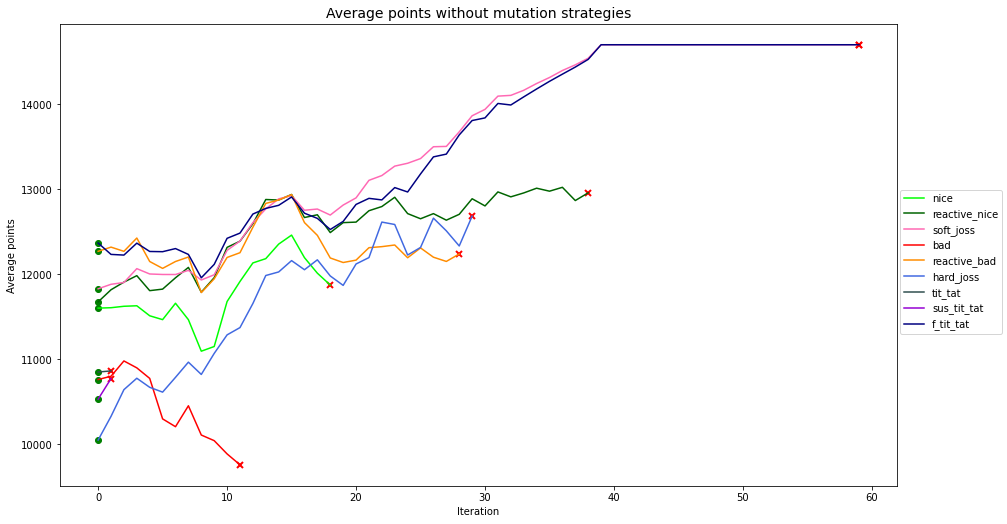 Average points without mutation strategies
Average points
14000
13000
12000
11000
10000
0
10
20
30
40
50
60
Iteration
nice
reactive_nice
soft_joss
bad
reactive_bad
hard_joss
tit_tat
sus_tit_tat
f_tit_tat